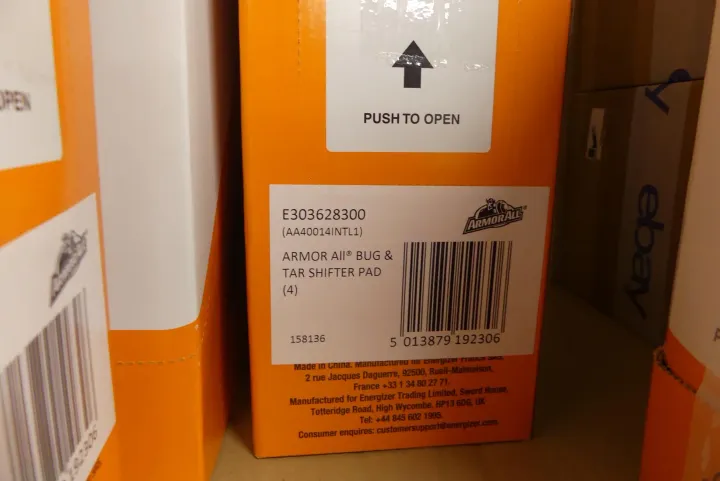 OPEN
PUSH TO OPEN
E303628300
(AA40014INTL1)
ARMOR ALL
ARMOR All® BUG &
TAR SHIFTER PAD
(4)
158136
5 013879 192306
Made in China. Manufactured for Energizer France SAS,
2 rue Jacques Daguerre, 92500, Rueil-Malmaison,
France +33 1 34 80 27 71.
Manufactured for Energizer Trading Limited, Sword House,
Totteridge Road, High Wycombe, HP13 6DG, UK
Tel: +44 845 602 1995.
Consumer enquires: customersupport@energizer.com
ARMOR ALL
ebay